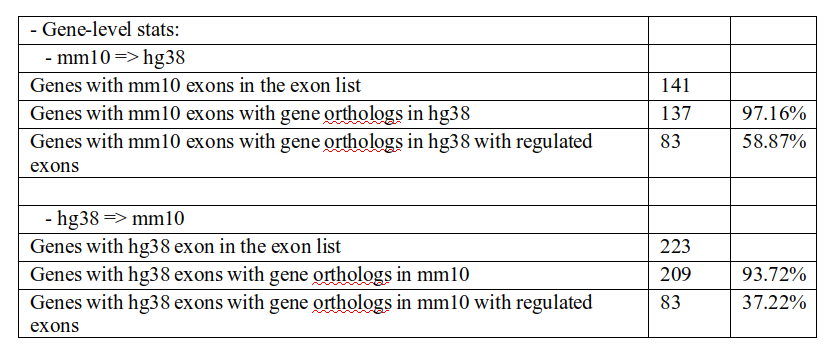 - Gene-level stats:
- mm10 => hg38
Genes with mm10 exons in the exon list 141
Genes with mm10 exons with gene orthologs in hg38 137 97.16%
Genes with mm10 exons with gene orthologs in hg38 with regulated 83 58.87%
exons
- hg38 => mm10
Genes with hg38 exon in the exon list 223
Genes with hg38 exons with gene orthologs in mm10 209 93.72%
Genes with hg38 exons with gene orthologs in mm10 with regulated 83 37.22%
exons